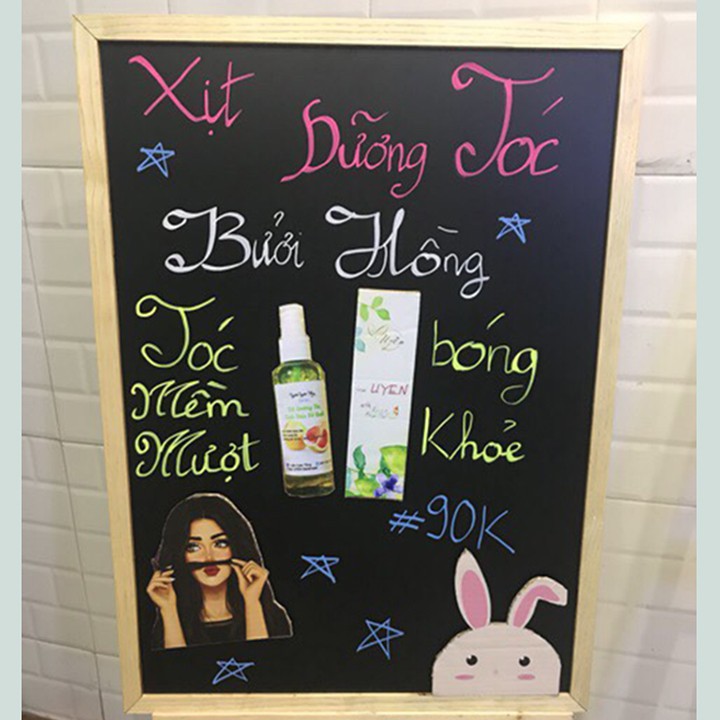 Xịt
Dưỡng Tóc
Bưởi Hồng
Tóc
Mềm
Mượt
bóng
Khỏe
UYEN
#90K